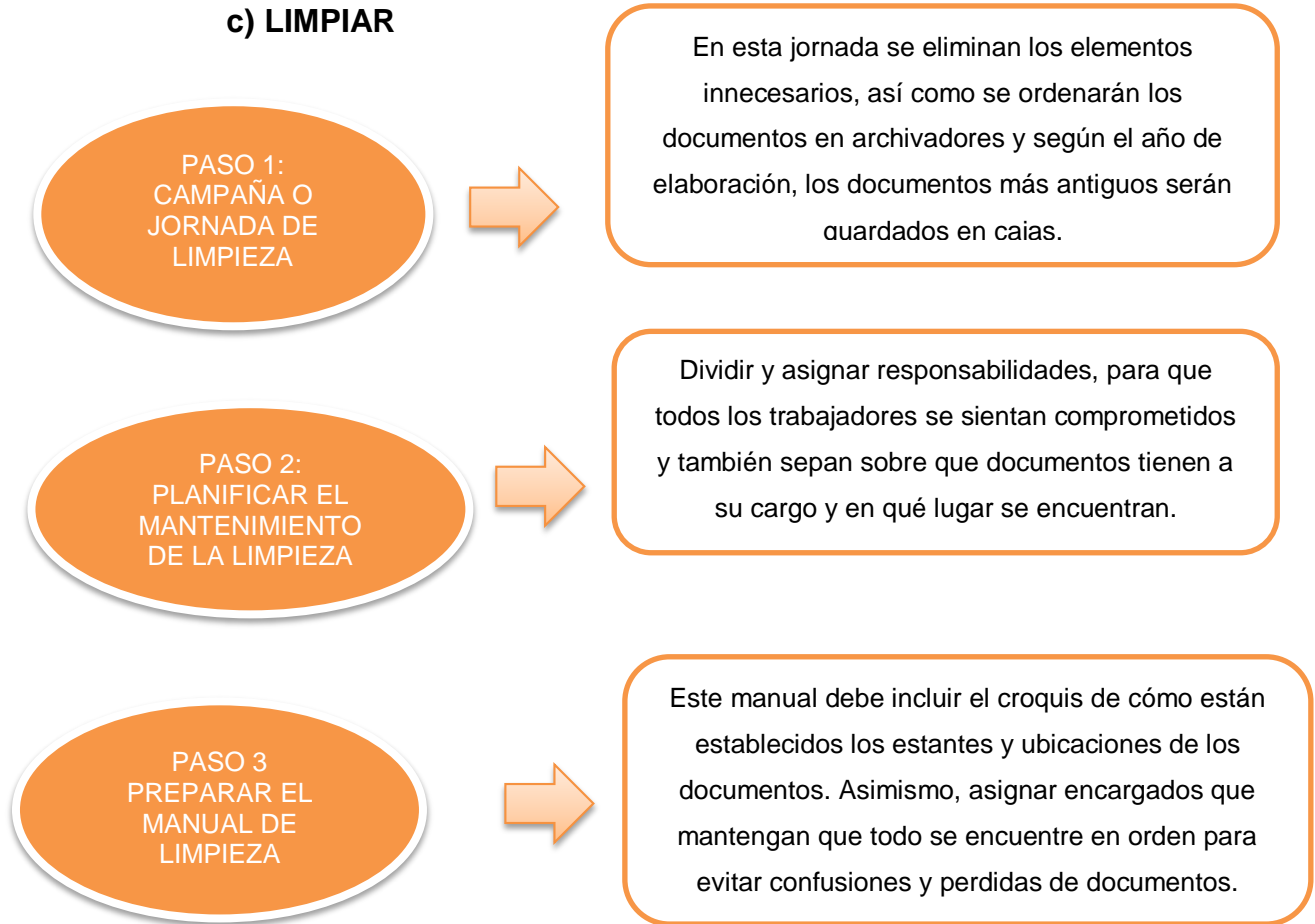 c) LIMPIAR
PASO 1:
CAMPAÑA O
JORNADA DE
LIMPIEZA
En esta jornada se eliminan los elementos
innecesarios, así como se ordenarán los
documentos en archivadores y según el año de
elaboración, los documentos más antiguos serán
guardados en cajas.
PASO 2:
PLANIFICAR EL
MANTENIMIENTO
DE LA LIMPIEZA
Dividir y asignar responsabilidades, para que
todos los trabajadores se sientan comprometidos
y también sepan sobre que documentos tienen a
su cargo y en qué lugar se encuentran.
PASO 3
PREPARAR EL
MANUAL DE
LIMPIEZA
Este manual debe incluir el croquis de cómo están
establecidos los estantes y ubicaciones de los
documentos. Asimismo, asignar encargados que
mantengan que todo se encuentre en orden para
evitar confusiones y perdidas de documentos.